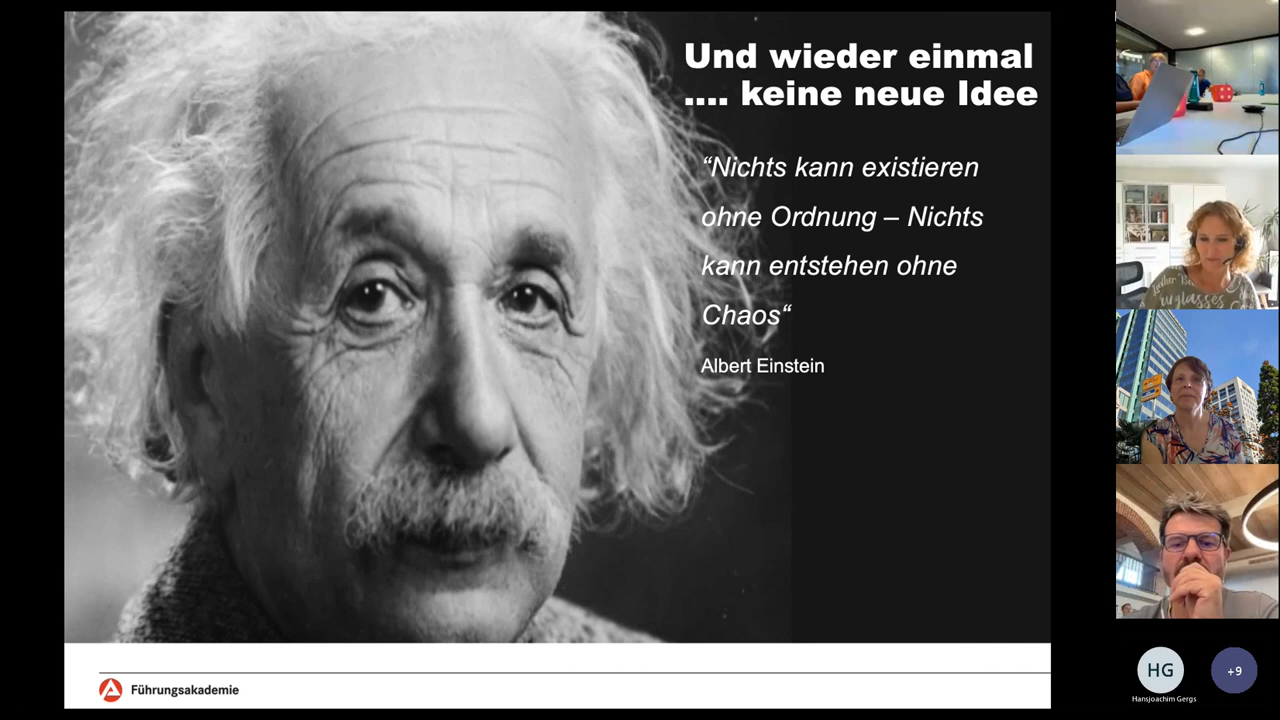 Und wieder einmal
.... keine neue Idee
“Nichts kann existieren
ohne Ordnung – Nichts
kann entstehen ohne
Chaos“
Albert Einstein
Führungsakademie
HG
+9
Hansjoachim Gergs